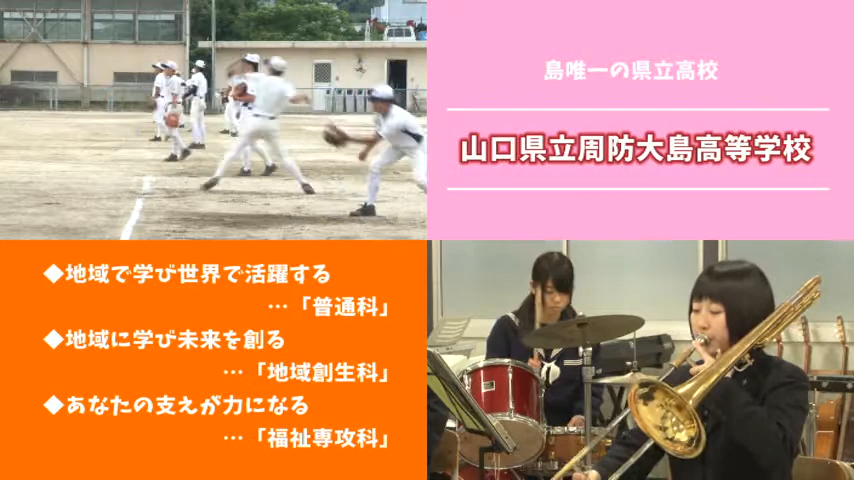 島唯一の県立高校
山口県立周防大島高等学校
◆地域で学び世界で活躍する
…「普通科」
◆地域に学び未来を創る
…「地域創生科」
◆あなたの支えが力になる
…「福祉専攻科」